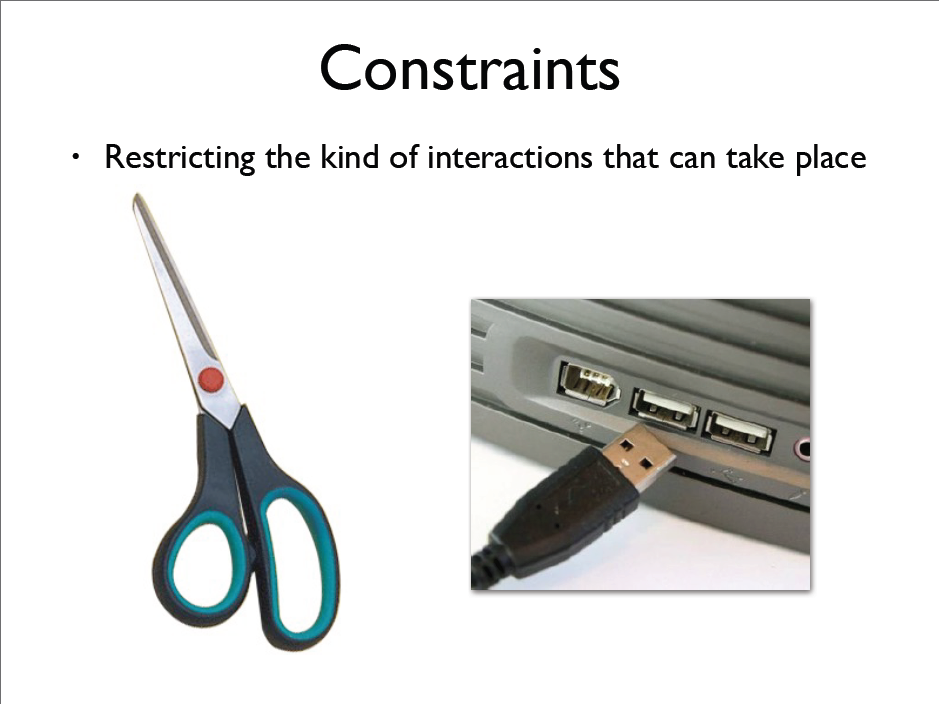 Constraints
• Restricting the kind of interactions that can take place